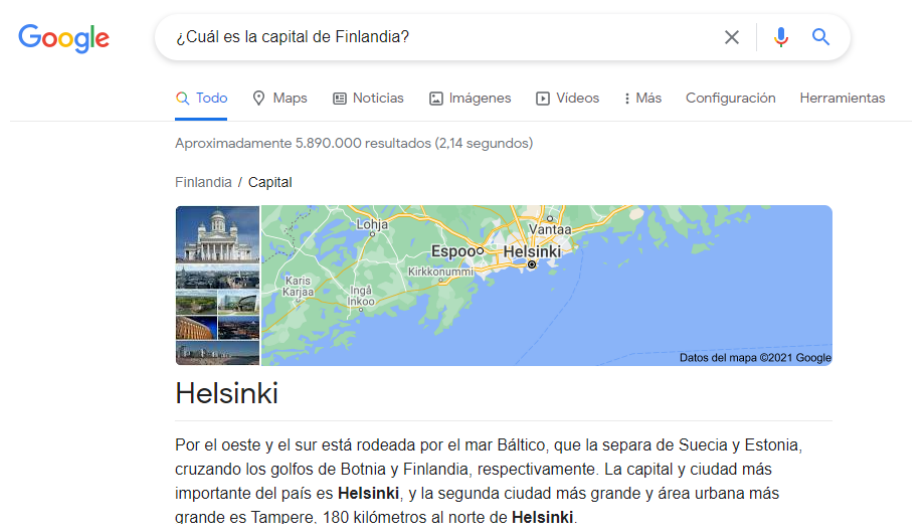 Google
¿Cuál es la capital de Finlandia?
Todo Maps Noticias Imágenes Vídeos Más Configuración Herramientas
Aproximadamente 5.890.000 resultados (2,14 segundos)
Finlandia / Capital
Lohja
Vantaa
Espoo Helsinki
Kirkkonummi
Karis
Karjaa
Ingå
Inkoo
Datos del mapa ©2021 Google
Helsinki
Por el oeste y el sur está rodeada por el mar Báltico, que la separa de Suecia y Estonia,
cruzando los golfos de Botnia y Finlandia, respectivamente. La capital y ciudad más
importante del país es Helsinki, y la segunda ciudad más grande y área urbana más
grande es Tampere, 180 kilómetros al norte de Helsinki.